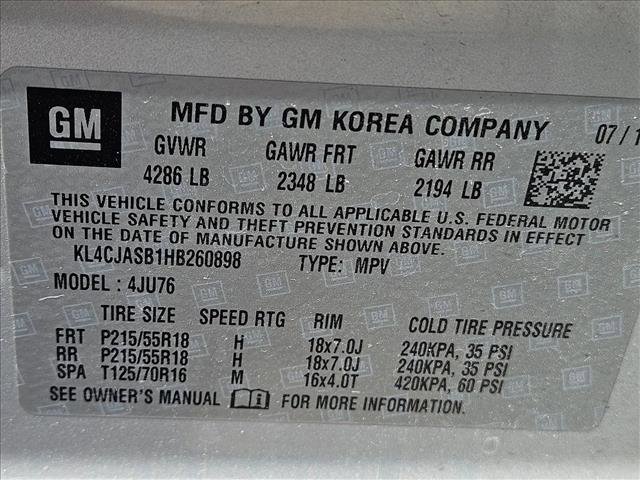 GM MFD BY GM KOREA COMPANY 07/1
GVWR GAWR FRT GAWR RR
4286 LB 2348 LB 2194 LB
THIS VEHICLE CONFORMS TO ALL APPLICABLE U.S. FEDERAL MOTOR
VEHICLE SAFETY AND THEFT PREVENTION STANDARDS IN EFFECT
ON THE DATE OF MANUFACTURE SHOWN ABOVE.
KL4CJASB1HB260898 TYPE: MPV
MODEL : 4JU76
TIRE SIZE SPEED RTG RIM COLD TIRE PRESSURE
FRT P215/55R18 H 18x7.0J 240KPA, 35 PSI
RR P215/55R18 H 18x7.0J 240KPA, 35 PSI
SPA T125/70R16 M 16x4.0T 420KPA, 60 PSI
SEE OWNER'S MANUAL FOR MORE INFORMATION.